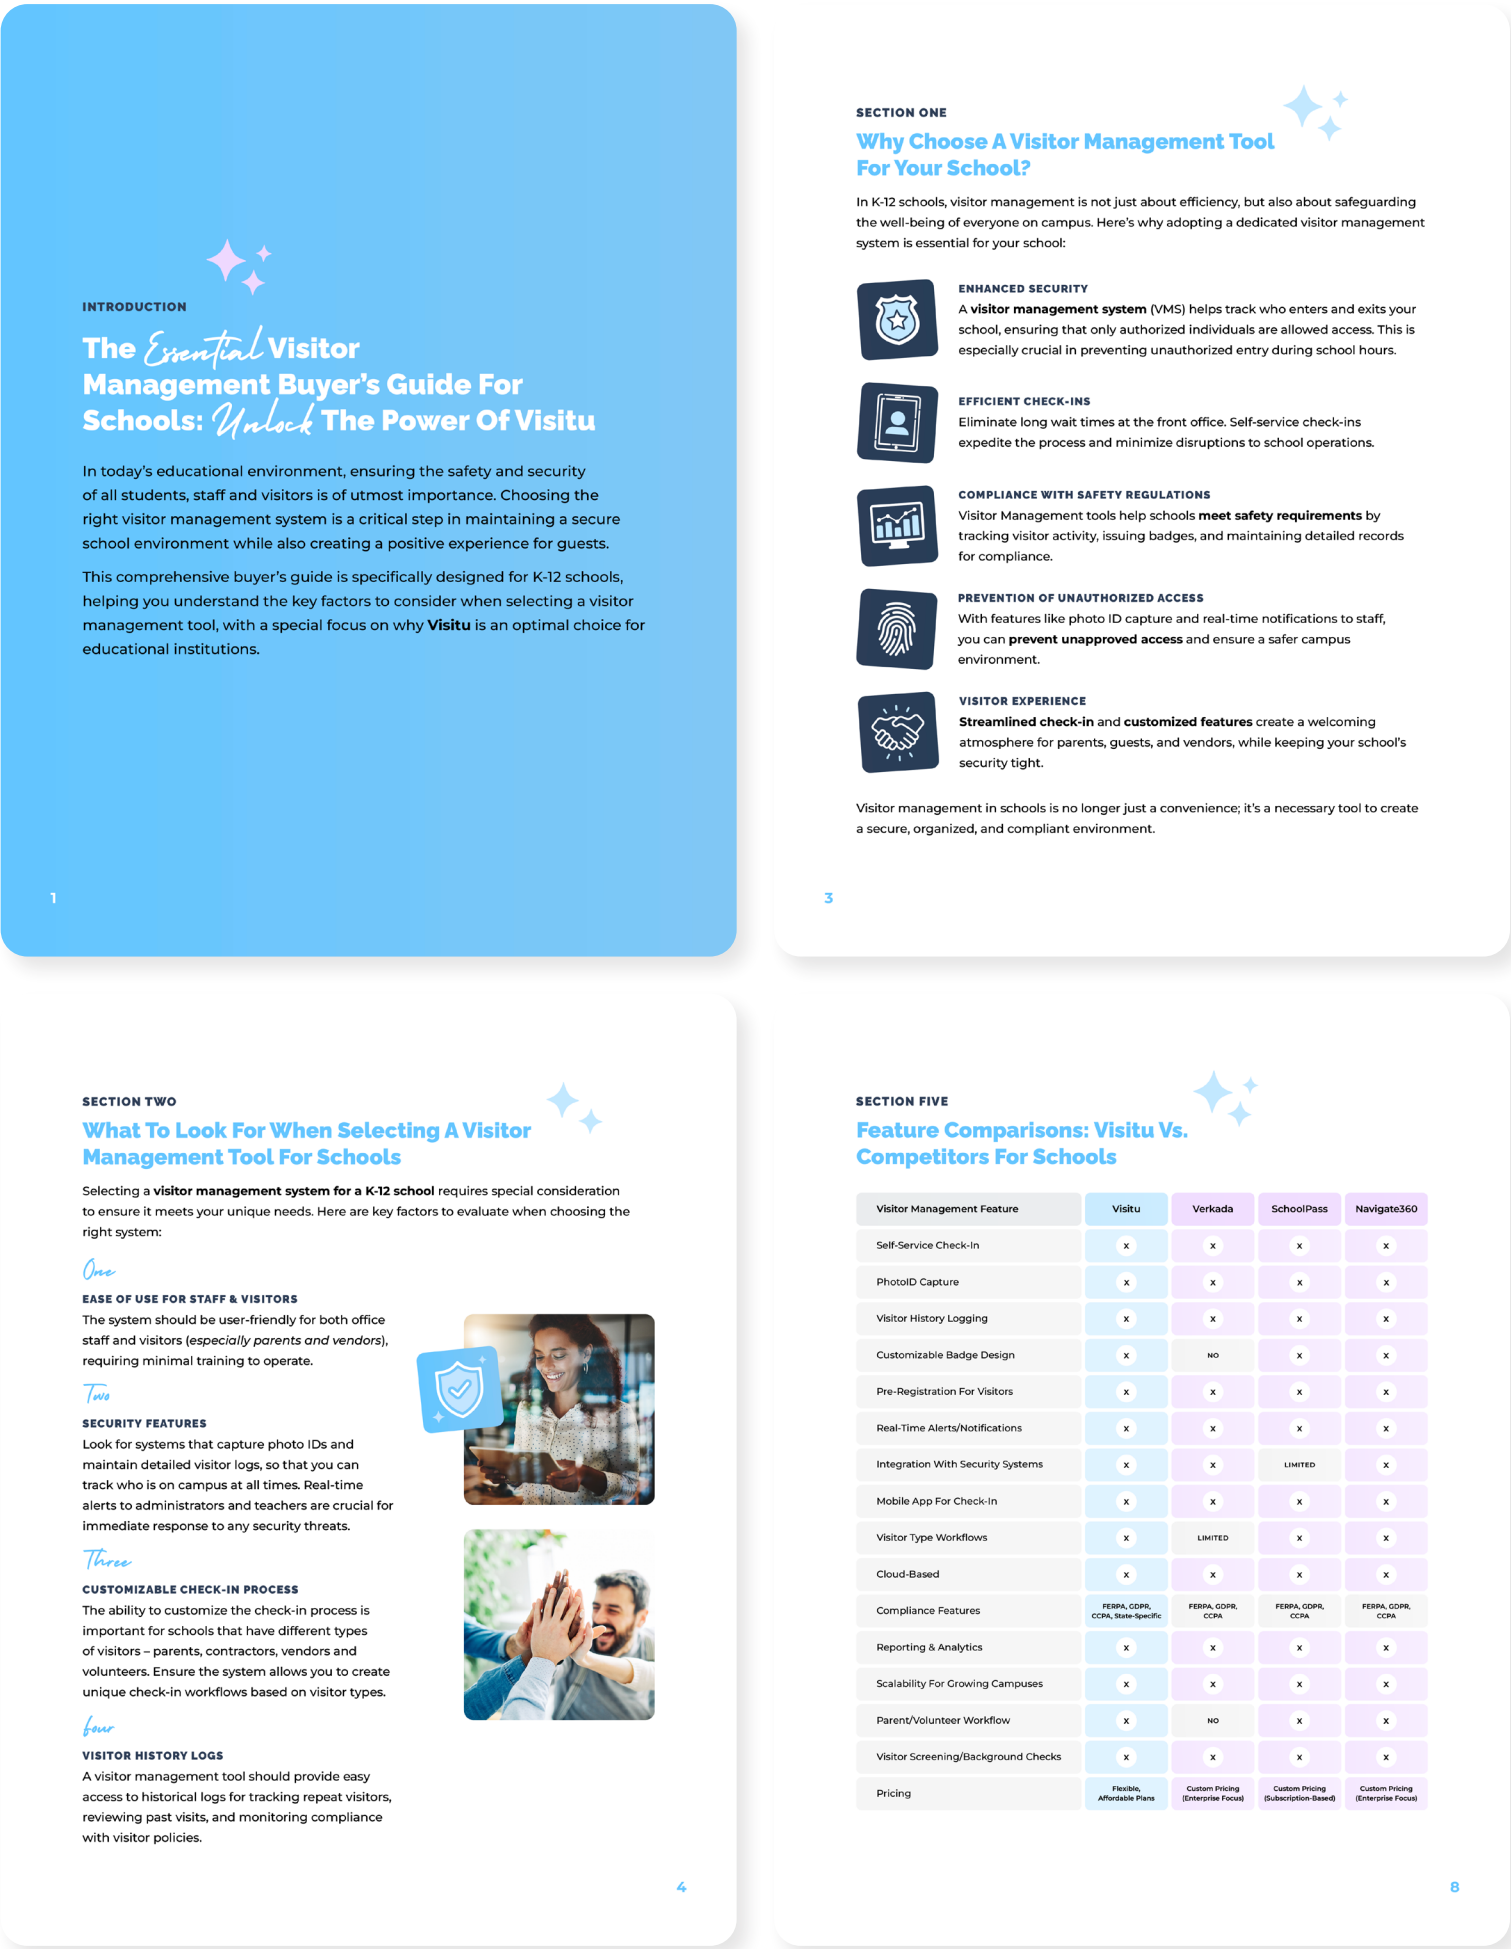 INTRODUCTION
The Essential Visitor
Management Buyer's Guide For
Schools: Unlock The Power Of Visitu
In today's educational environment, ensuring the safety and security
of all students, staff and visitors is of utmost importance. Choosing the
right visitor management system is a critical step in maintaining a secure
school environment while also creating a positive experience for guests.
This comprehensive buyer's guide is specifically designed for K-12 schools,
helping you understand the key factors to consider when selecting a visitor
management tool, with a special focus on why Visitu is an optimal choice for
educational institutions.
1
SECTION ONE
Why Choose A Visitor Management Tool
For Your School?
In K-12 schools, visitor management is not just about efficiency, but also about safeguarding
the well-being of everyone on campus. Here's why adopting a dedicated visitor management
system is essential for your school:
ENHANCED SECURITY
A visitor management system (VMS) helps track who enters and exits your
school, ensuring that only authorized individuals are allowed access. This is
especially crucial in preventing unauthorized entry during school hours.
EFFICIENT CHECK-INS
Eliminate long wait times at the front office. Self-service check-ins
expedite the process and minimize disruptions to school operations.
COMPLIANCE WITH SAFETY REGULATIONS
Visitor Management tools help schools meet safety requirements by
tracking visitor activity, issuing badges, and maintaining detailed records
for compliance.
PREVENTION OF UNAUTHORIZED ACCESS
With features like photo ID capture and real-time notifications to staff,
you can prevent unapproved access and ensure a safer campus
environment.
VISITOR EXPERIENCE
Streamlined check-in and customized features create a welcoming
atmosphere for parents, guests, and vendors, while keeping your school's
security tight.
Visitor management in schools is no longer just a convenience; it's a necessary tool to create
a secure, organized, and compliant environment.
3
SECTION TWO
What To Look For When Selecting A Visitor
Management Tool For Schools
Selecting a visitor management system for a K-12 school requires special consideration
to ensure it meets your unique needs. Here are key factors to evaluate when choosing the
right system:
One
EASE OF USE FOR STAFF & VISITORS
The system should be user-friendly for both office
staff and visitors (especially parents and vendors),
requiring minimal training to operate.
Two
SECURITY FEATURES
Look for systems that capture photo IDs and
maintain detailed visitor logs, so that you can
track who is on campus at all times. Real-time
alerts to administrators and teachers are crucial for
immediate response to any security threats.
Three
CUSTOMIZABLE CHECK-IN PROCESS
The ability to customize the check-in process is
important for schools that have different types
of visitors – parents, contractors, vendors and
volunteers. Ensure the system allows you to create
unique check-in workflows based on visitor types.
four
VISITOR HISTORY LOGS
A visitor management tool should provide easy
access to historical logs for tracking repeat visitors,
reviewing past visits, and monitoring compliance
with visitor policies.
4
SECTION FIVE
Feature Comparisons: Visitu Vs.
Competitors For Schools
Visitor Management Feature Visitu Verkada SchoolPass Navigate360
Self-Service Check-In X X X X
PhotoID Capture X X X X
Visitor History Logging X X X X
Customizable Badge Design X NO X X
Pre-Registration For Visitors X X X X
Real-Time Alerts/Notifications X X X X
Integration With Security Systems X X LIMITED X
Mobile App For Check-In X X X X
Visitor Type Workflows X LIMITED X X
Cloud-Based X X X X
Compliance Features FERPA, GDPR, CCPA, State-Specific FERPA, GDPR, CCPA FERPA, GDPR, CCPA FERPA, GDPR, CCPA
Reporting & Analytics X X X X
Scalability For Growing Campuses X X X X
Parent/Volunteer Workflow X NO X X
Visitor Screening/Background Checks X X X X
Pricing Flexible, Affordable Plans Custom Pricing (Enterprise Focus) Custom Pricing (Subscription-Based) Custom Pricing (Enterprise Focus)
8